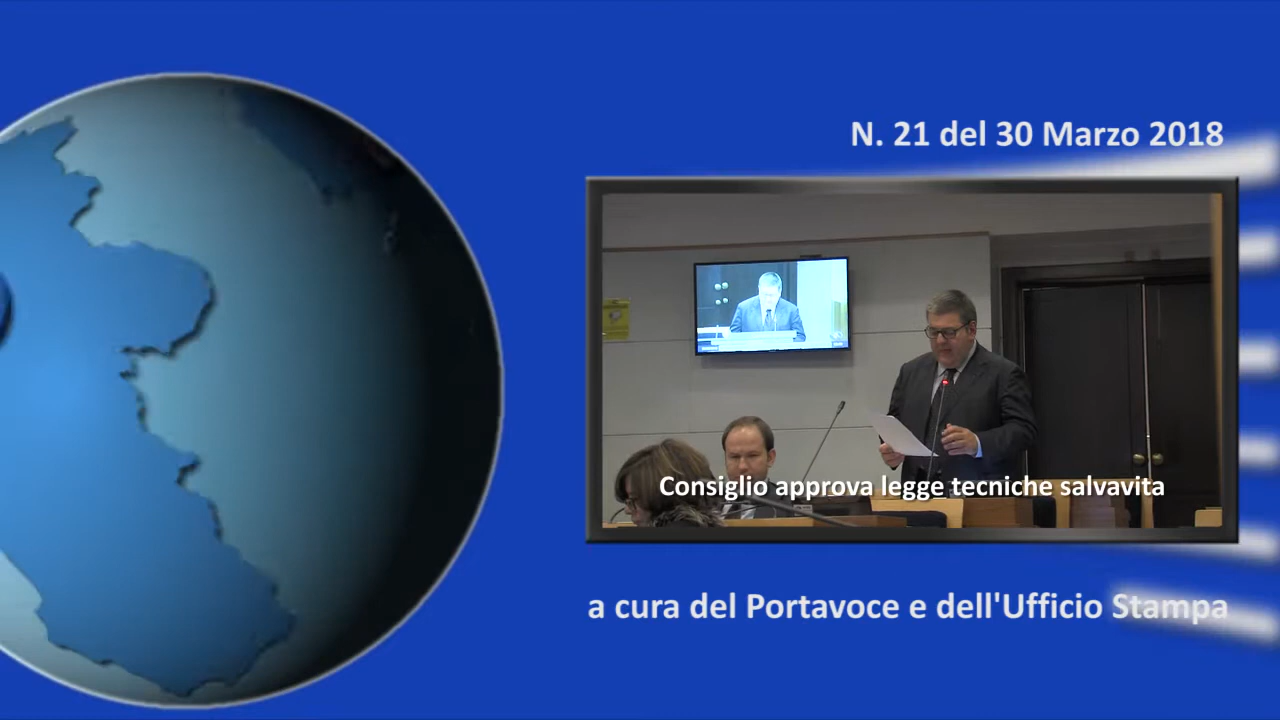 N. 21 del 30 Marzo 2018
Consiglio approva legge tecniche salvavita
a cura del Portavoce e dell'Ufficio Stampa